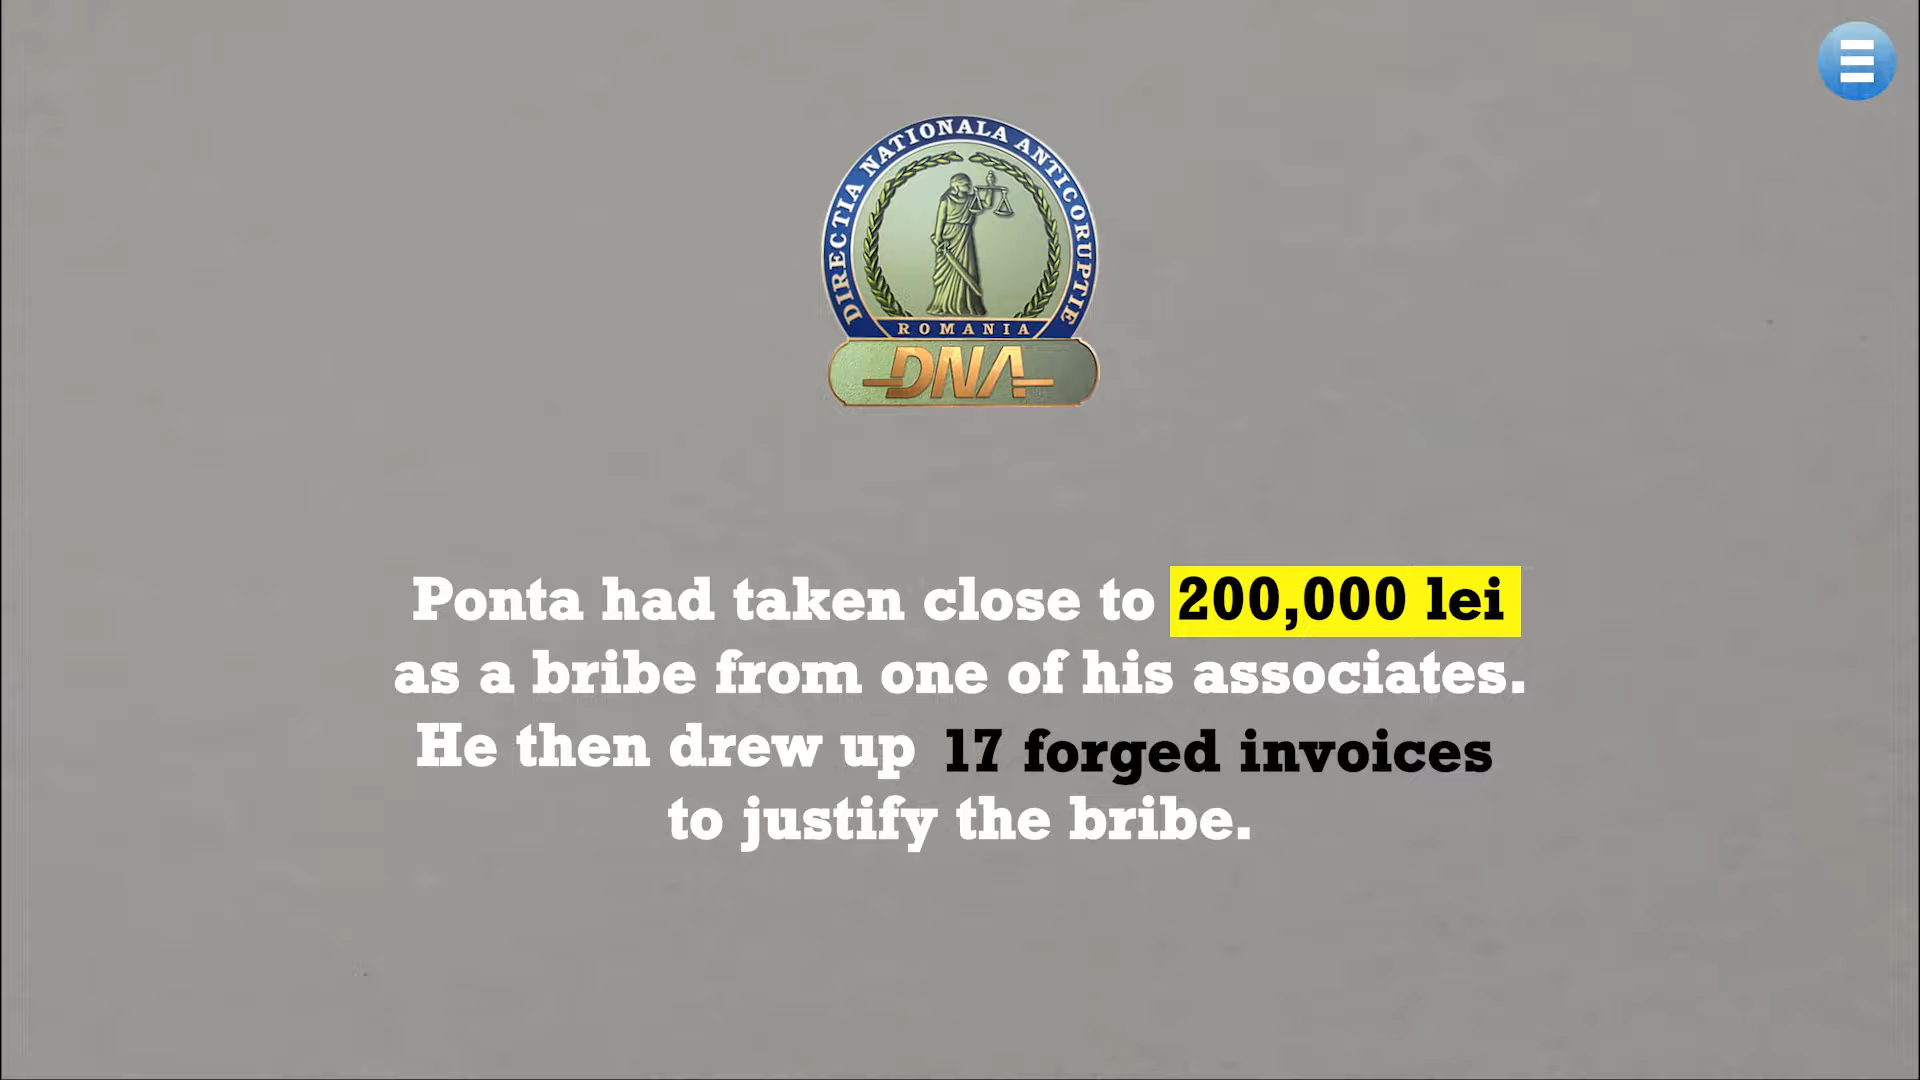 DIRECTIA NATIONALA ANTICORUPTIE
ROMANIA
DNA
Ponta had taken close to 200,000 lei
as a bribe from one of his associates.
He then drew up 17 forged invoices
to justify the bribe.